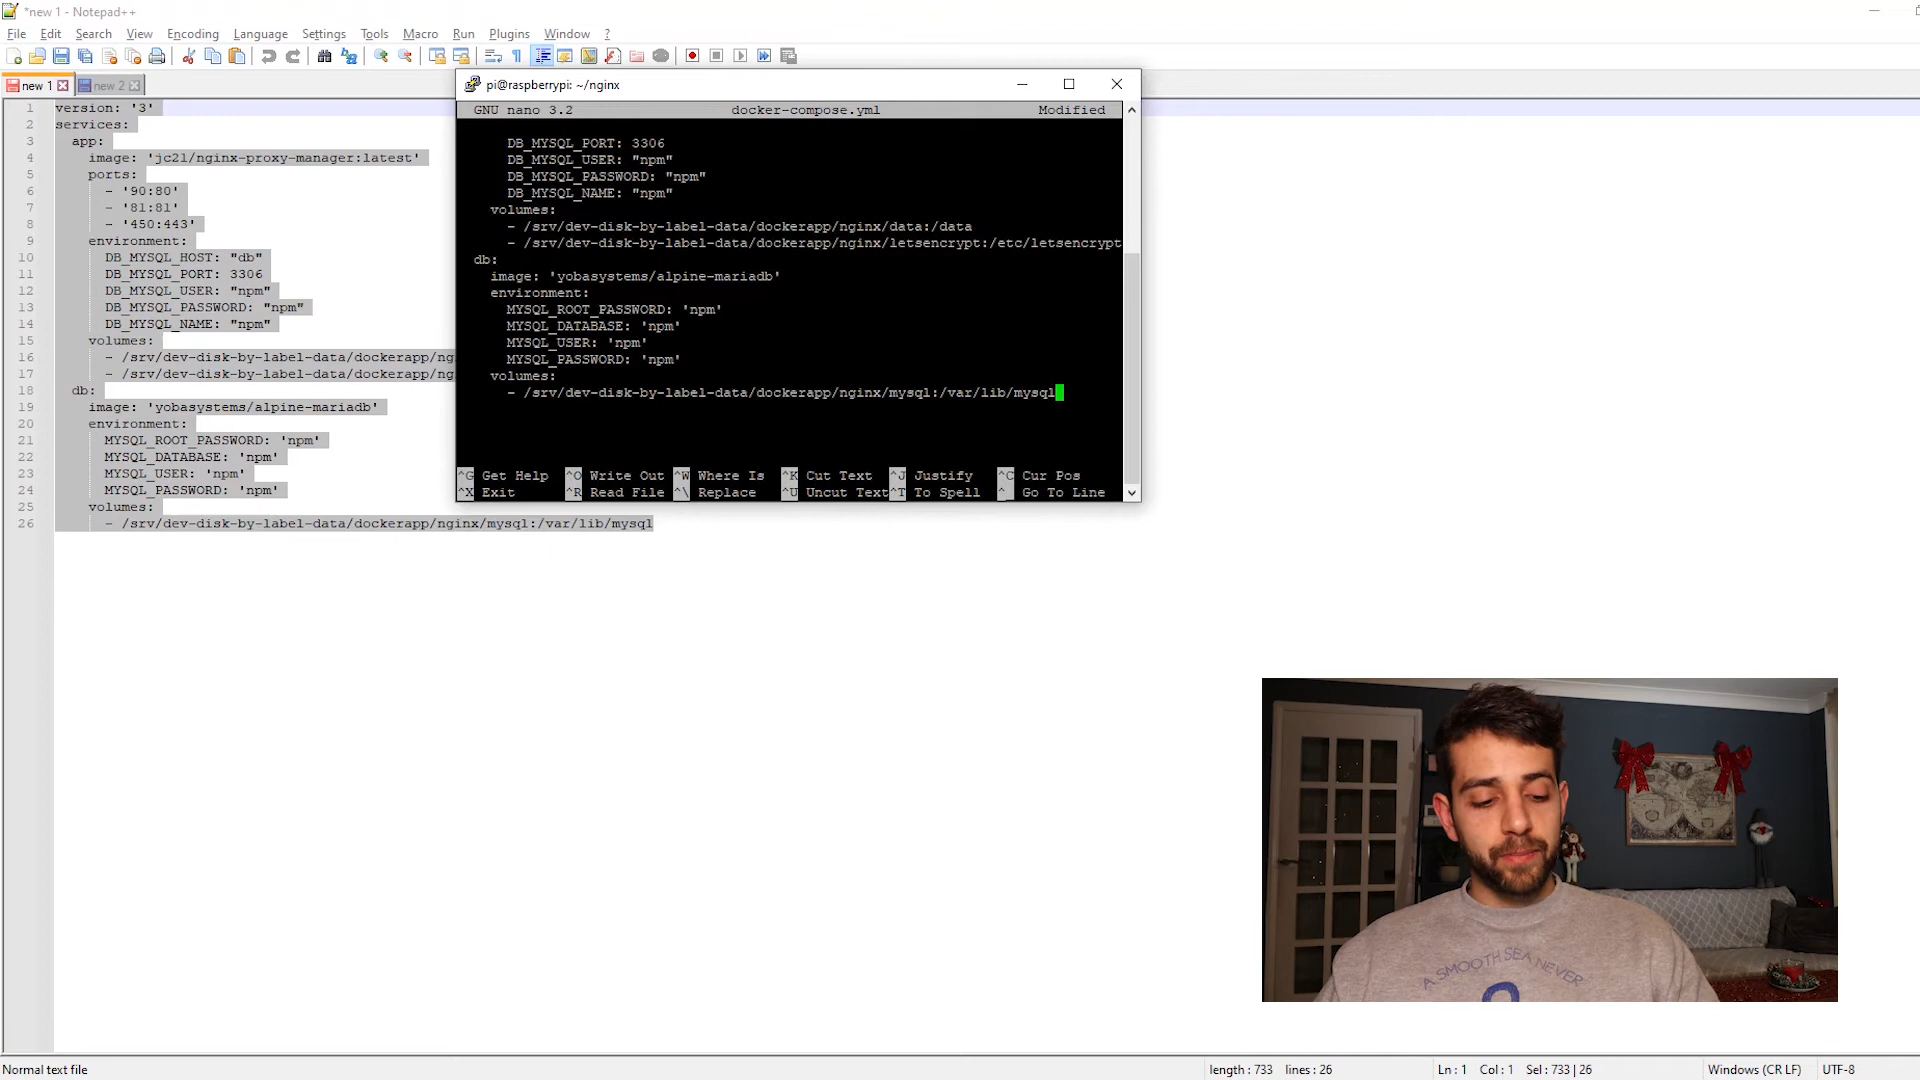 *new 1 - Notepad++
File Edit Search View Encoding Language Settings Tools Macro Run Plugins Window ?
new 1 new 2
1 version: '3'
2 services:
3 app:
4 image: 'jc21/nginx-proxy-manager:latest'
5 ports:
6 - '90:80'
7 - '81:81'
8 - '450:443'
9 environment:
10 DB_MYSQL_HOST: "db"
11 DB_MYSQL_PORT: 3306
12 DB_MYSQL_USER: "npm"
13 DB_MYSQL_PASSWORD: "npm"
14 DB_MYSQL_NAME: "npm"
15 volumes:
16 - /srv/dev-disk-by-label-data/dockerapp/ng
17 - /srv/dev-disk-by-label-data/dockerapp/ng
18 db:
19 image: 'yobasystems/alpine-mariadb'
20 environment:
21 MYSQL_ROOT_PASSWORD: 'npm'
22 MYSQL_DATABASE: 'npm'
23 MYSQL_USER: 'npm'
24 MYSQL_PASSWORD: 'npm'
25 volumes:
26 - /srv/dev-disk-by-label-data/dockerapp/nginx/mysql:/var/lib/mysql
pi@raspberrypi: ~/nginx
GNU nano 3.2 docker-compose.yml Modified
DB_MYSQL_PORT: 3306
DB_MYSQL_USER: "npm"
DB_MYSQL_PASSWORD: "npm"
DB_MYSQL_NAME: "npm"
volumes:
- /srv/dev-disk-by-label-data/dockerapp/nginx/data:/data
- /srv/dev-disk-by-label-data/dockerapp/nginx/letsencrypt:/etc/letsencrypt
db:
image: 'yobasystems/alpine-mariadb'
environment:
MYSQL_ROOT_PASSWORD: 'npm'
MYSQL_DATABASE: 'npm'
MYSQL_USER: 'npm'
MYSQL_PASSWORD: 'npm'
volumes:
- /srv/dev-disk-by-label-data/dockerapp/nginx/mysql:/var/lib/mysql
^G Get Help ^O Write Out ^W Where Is ^K Cut Text ^J Justify ^C Cur Pos
^X Exit ^R Read File ^\ Replace ^U Uncut Text ^T To Spell ^_ Go To Line
A SMOOTH SEA NEVER
Normal text file length : 733 lines : 26 Ln : 1 Col : 1 Sel : 733 | 26 Windows (CR LF) UTF-8